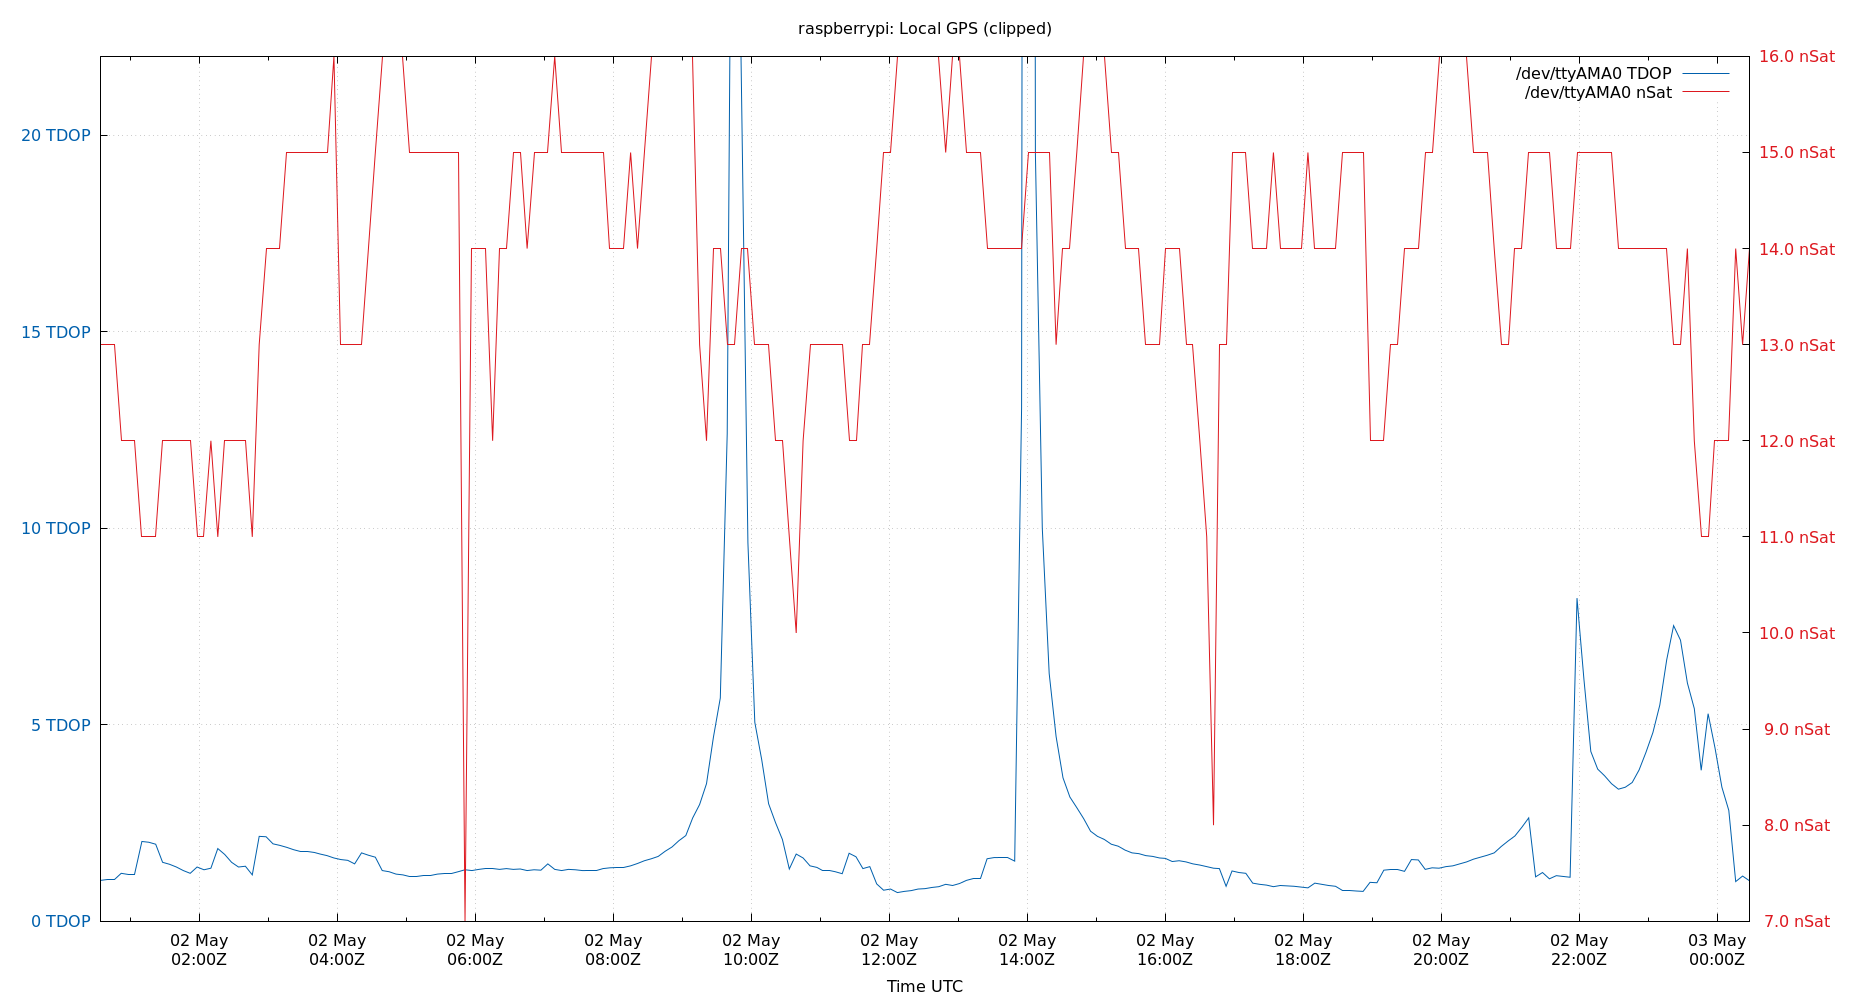 raspberrypi: Local GPS (clipped)
/dev/ttyAMA0 TDOP
/dev/ttyAMA0 nSat
20 TDOP
15 TDOP
10 TDOP
5 TDOP
0 TDOP
16.0 nSat
15.0 nSat
14.0 nSat
13.0 nSat
12.0 nSat
11.0 nSat
10.0 nSat
9.0 nSat
8.0 nSat
7.0 nSat
02 May
02:00Z
02 May
04:00Z
02 May
06:00Z
02 May
08:00Z
02 May
10:00Z
02 May
12:00Z
02 May
14:00Z
02 May
16:00Z
02 May
18:00Z
02 May
20:00Z
02 May
22:00Z
03 May
00:00Z
Time UTC